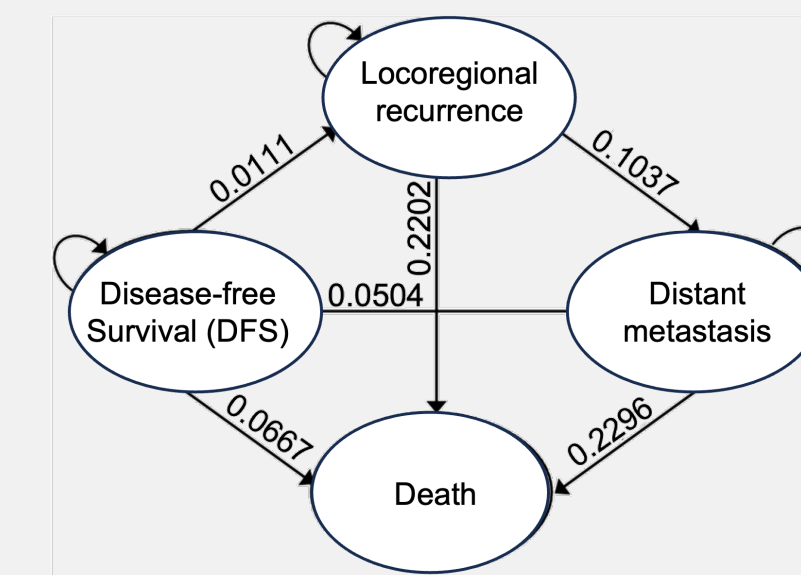 Locoregional
recurrence
0.0111
0.1037
0.2202
Disease-free
Survival (DFS)
0.0504
Distant
metastasis
0.0667
0.2296
Death